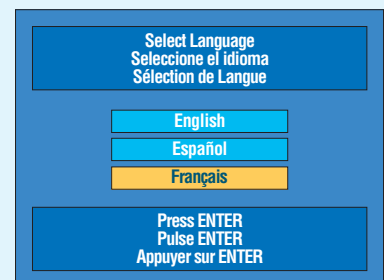 Select Language
Seleccione el idioma
Sélection de Langue
English
Español
Français
Press ENTER
Pulse ENTER
Appuyer sur ENTER